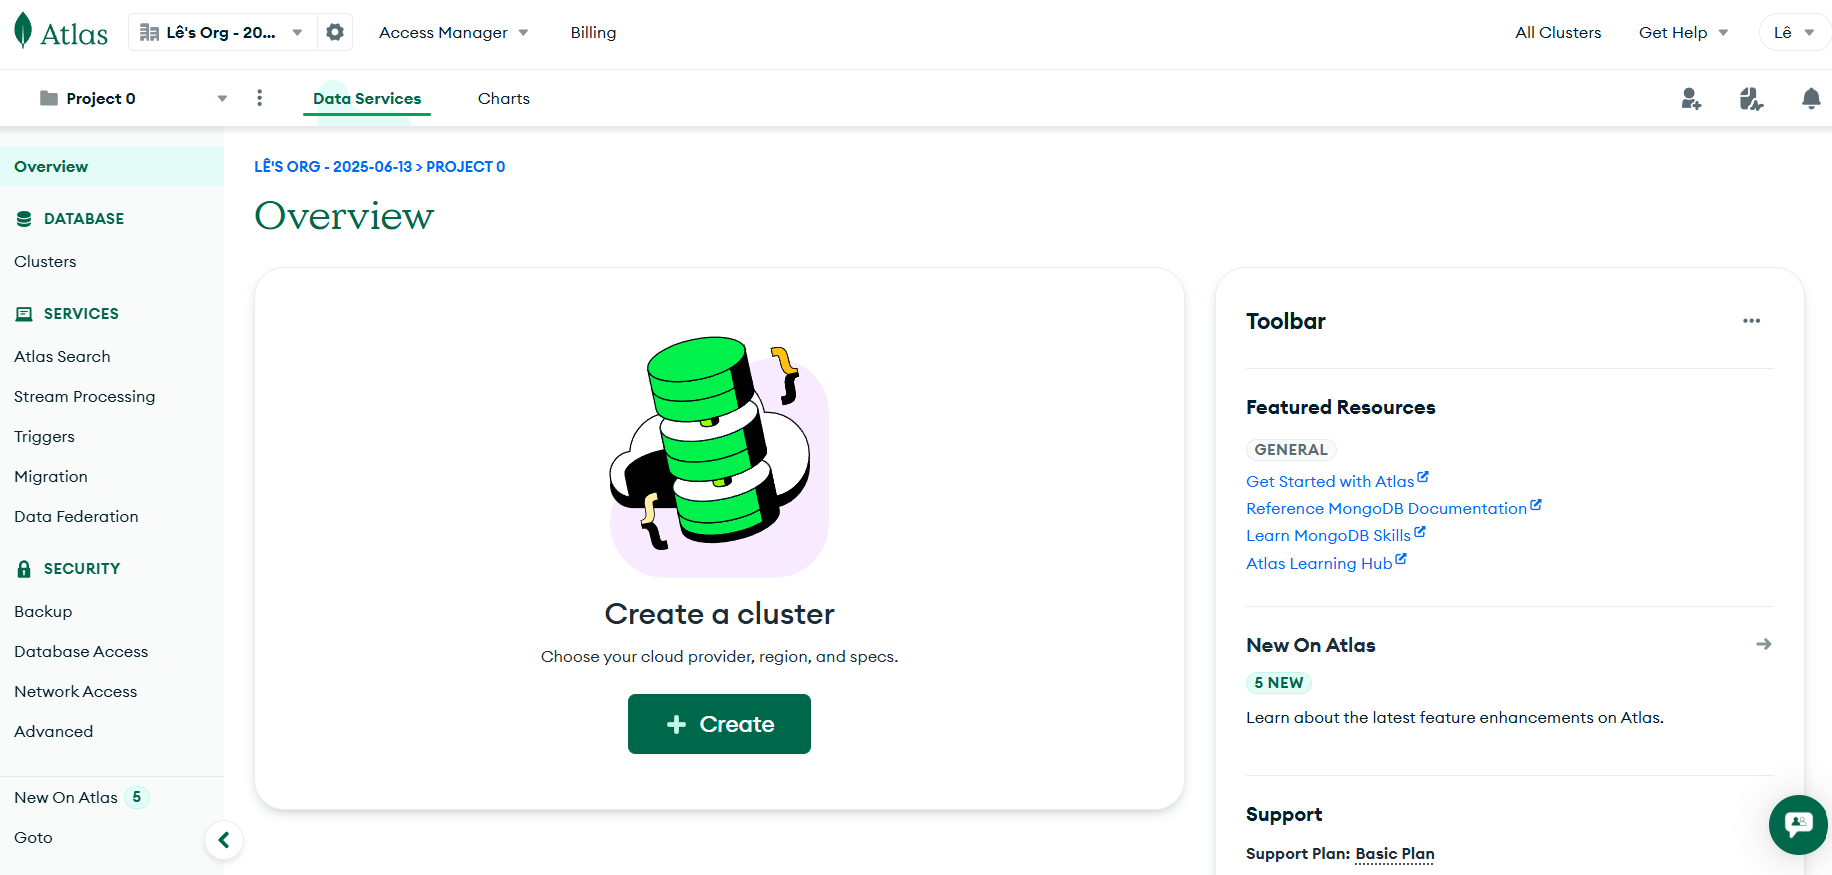 Atlas
Lê's Org - 20...
Access Manager
Billing
All Clusters
Get Help
Lê
Project 0
Data Services
Charts
Overview
DATABASE
Clusters
SERVICES
Atlas Search
Stream Processing
Triggers
Migration
Data Federation
SECURITY
Backup
Database Access
Network Access
Advanced
New On Atlas 5
Goto
LÊ'S ORG - 2025-06-13 > PROJECT 0
Overview
Create a cluster
Choose your cloud provider, region, and specs.
+ Create
Toolbar
Featured Resources
GENERAL
Get Started with Atlas
Reference MongoDB Documentation
Learn MongoDB Skills
Atlas Learning Hub
New On Atlas
5 NEW
Learn about the latest feature enhancements on Atlas.
Support
Support Plan: Basic Plan